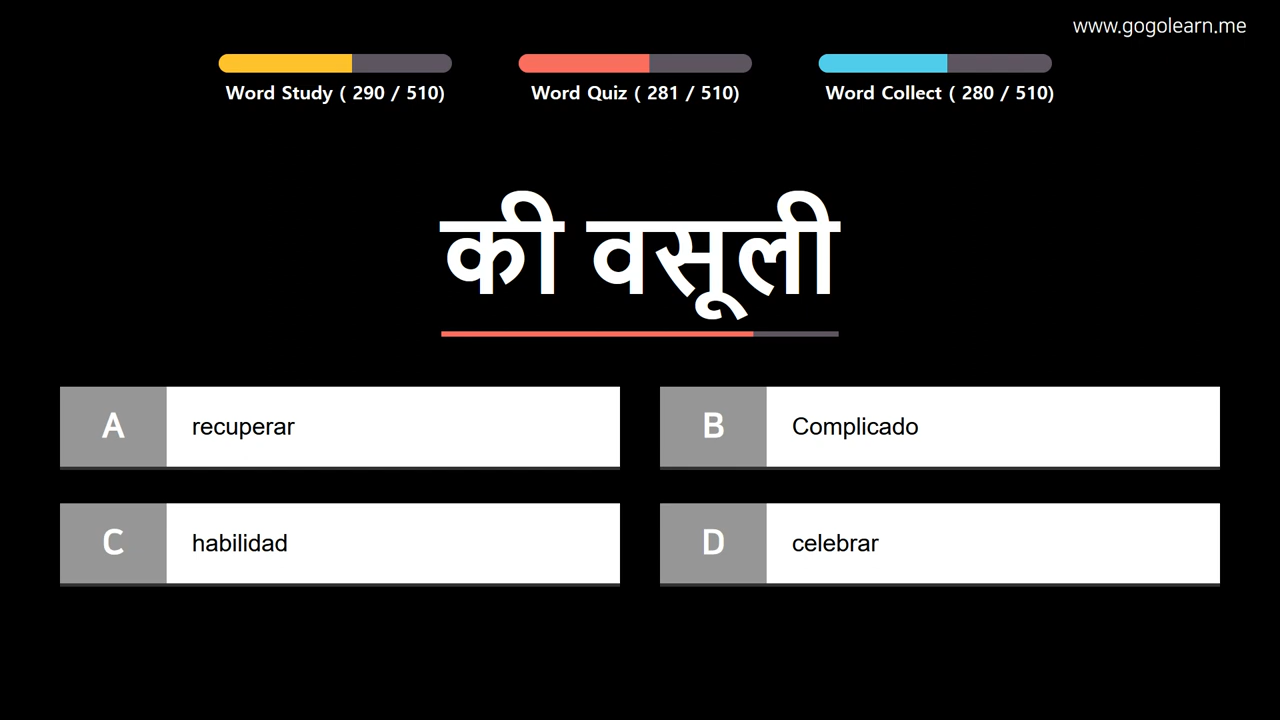 www.gogolearn.me
Word Study ( 290 / 510)
Word Quiz ( 281 / 510)
Word Collect ( 280 / 510)
की वसूली
A recuperar
B Complicado
C habilidad
D celebrar